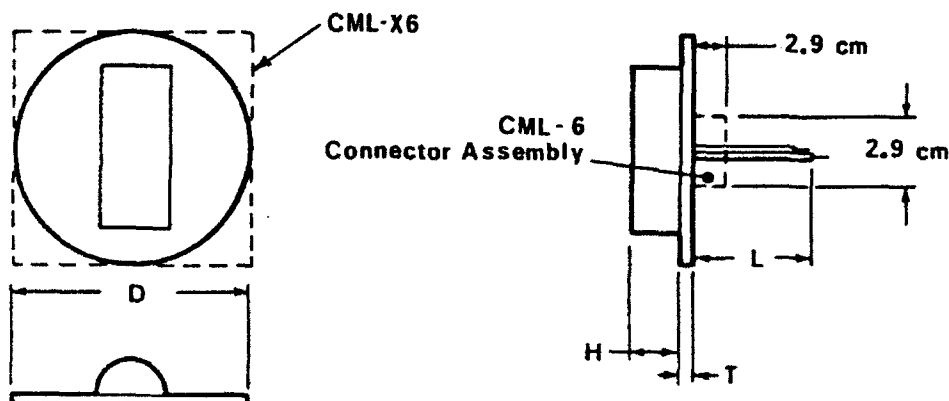 CML-X6
2.9 cm
CML-6
Connector Assembly
2.9 cm
L
D
H
T